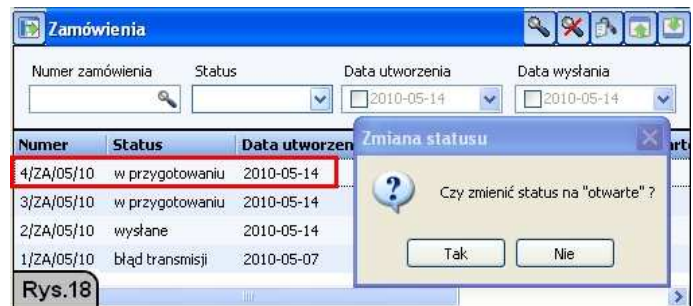 Zamówienia
Numer zamówienia Status Data utworzenia Data wysłania
2010-05-14 2010-05-14
Numer Status Data utworzen
Zmiana statusu
4/ZA/05/10 w przygotowaniu 2010-05-14
3/ZA/05/10 w przygotowaniu 2010-05-14
Czy zmienić status na "otwarte" ?
2/ZA/05/10 wysłane 2010-05-14
1/ZA/05/10 błąd transmisji 2010-05-07
Tak Nie
Rys.18